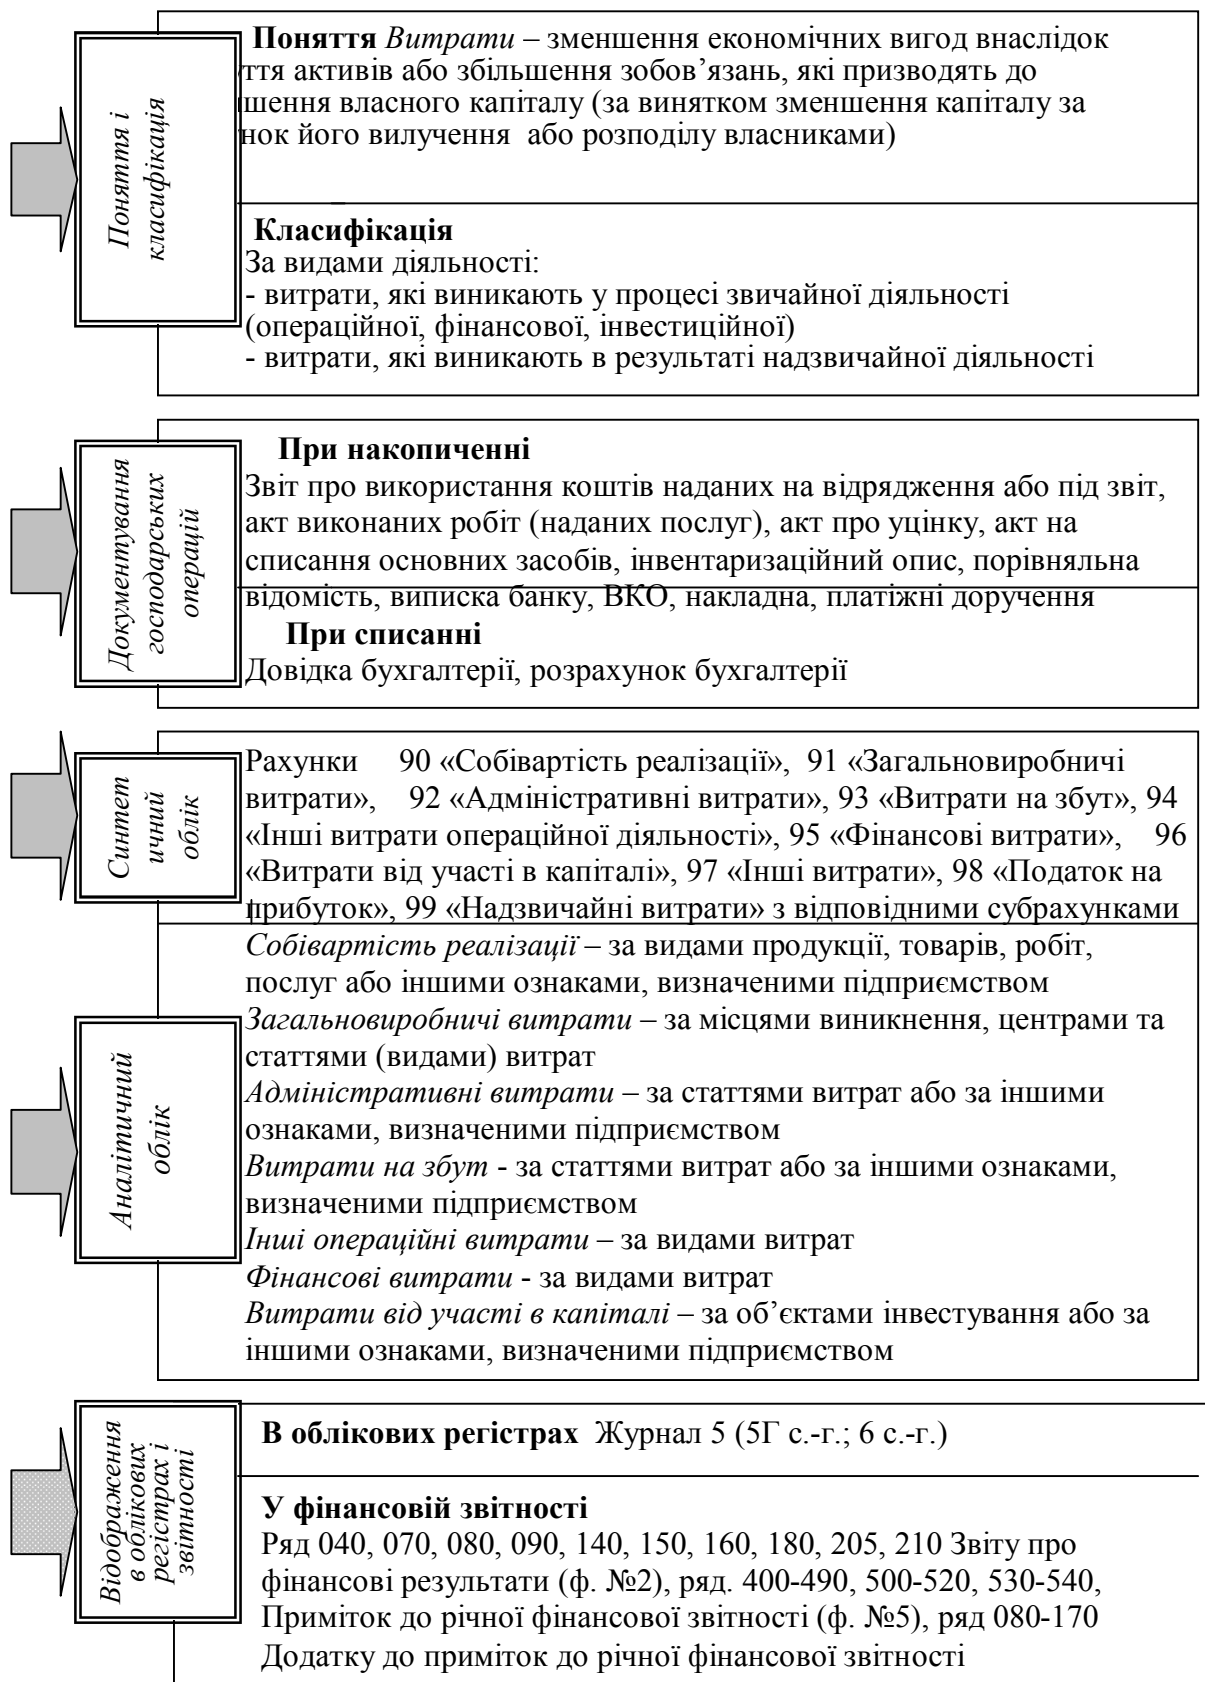 Поняття і
класифікація
Поняття Витрати – зменшення економічних вигод внаслідок
ття активів або збільшення зобов’язань, які призводять до
шення власного капіталу (за винятком зменшення капіталу за
нок його вилучення або розподілу власниками)
Класифікація
За видами діяльності:
- витрати, які виникають у процесі звичайної діяльності
(операційної, фінансової, інвестиційної)
- витрати, які виникають в результаті надзвичайної діяльності
Документування
господарських
операцій
При накопиченні
Звіт про використання коштів наданих на відрядження або під звіт,
акт виконаних робіт (наданих послуг), акт про уцінку, акт на
списання основних засобів, інвентаризаційний опис, порівняльна
відомість, виписка банку, ВКО, накладна, платіжні доручення
При списанні
Довідка бухгалтерії, розрахунок бухгалтерії
Синтет
ичний
облік
Рахунки 90 «Собівартість реалізації», 91 «Загальновиробничі
витрати», 92 «Адміністративні витрати», 93 «Витрати на збут», 94
«Інші витрати операційної діяльності», 95 «Фінансові витрати», 96
«Витрати від участі в капіталі», 97 «Інші витрати», 98 «Податок на
прибуток», 99 «Надзвичайні витрати» з відповідними субрахунками
Аналітичний
облік
Собівартість реалізації – за видами продукції, товарів, робіт,
послуг або іншими ознаками, визначеними підприємством
Загальновиробничі витрати – за місцями виникнення, центрами та
статтями (видами) витрат
Адміністративні витрати – за статтями витрат або за іншими
ознаками, визначеними підприємством
Витрати на збут - за статтями витрат або за іншими ознаками,
визначеними підприємством
Інші операційні витрати – за видами витрат
Фінансові витрати - за видами витрат
Витрати від участі в капіталі – за об’єктами інвестування або за
іншими ознаками, визначеними підприємством
Відображення
в облікових
регістрах і
звітності
В облікових регістрах Журнал 5 (5Г с.-г.; 6 с.-г.)
У фінансовій звітності
Ряд 040, 070, 080, 090, 140, 150, 160, 180, 205, 210 Звіту про
фінансові результати (ф. №2), ряд. 400-490, 500-520, 530-540,
Приміток до річної фінансової звітності (ф. №5), ряд 080-170
Додатку до приміток до річної фінансової звітності